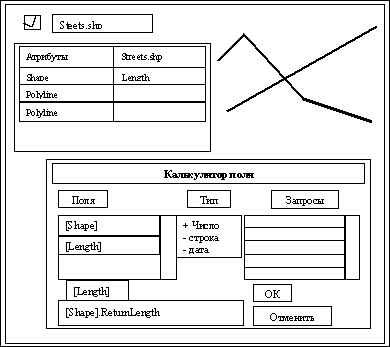 Steets.shp
Атрибуты Streets.shp
Shape Length
Polyline
Polyline
Калькулятор поля
Поля Тип Запросы
[Shape] + Число
[Length] - строка
- дата
[Length] OK
[Shape].ReturnLength
Отменить